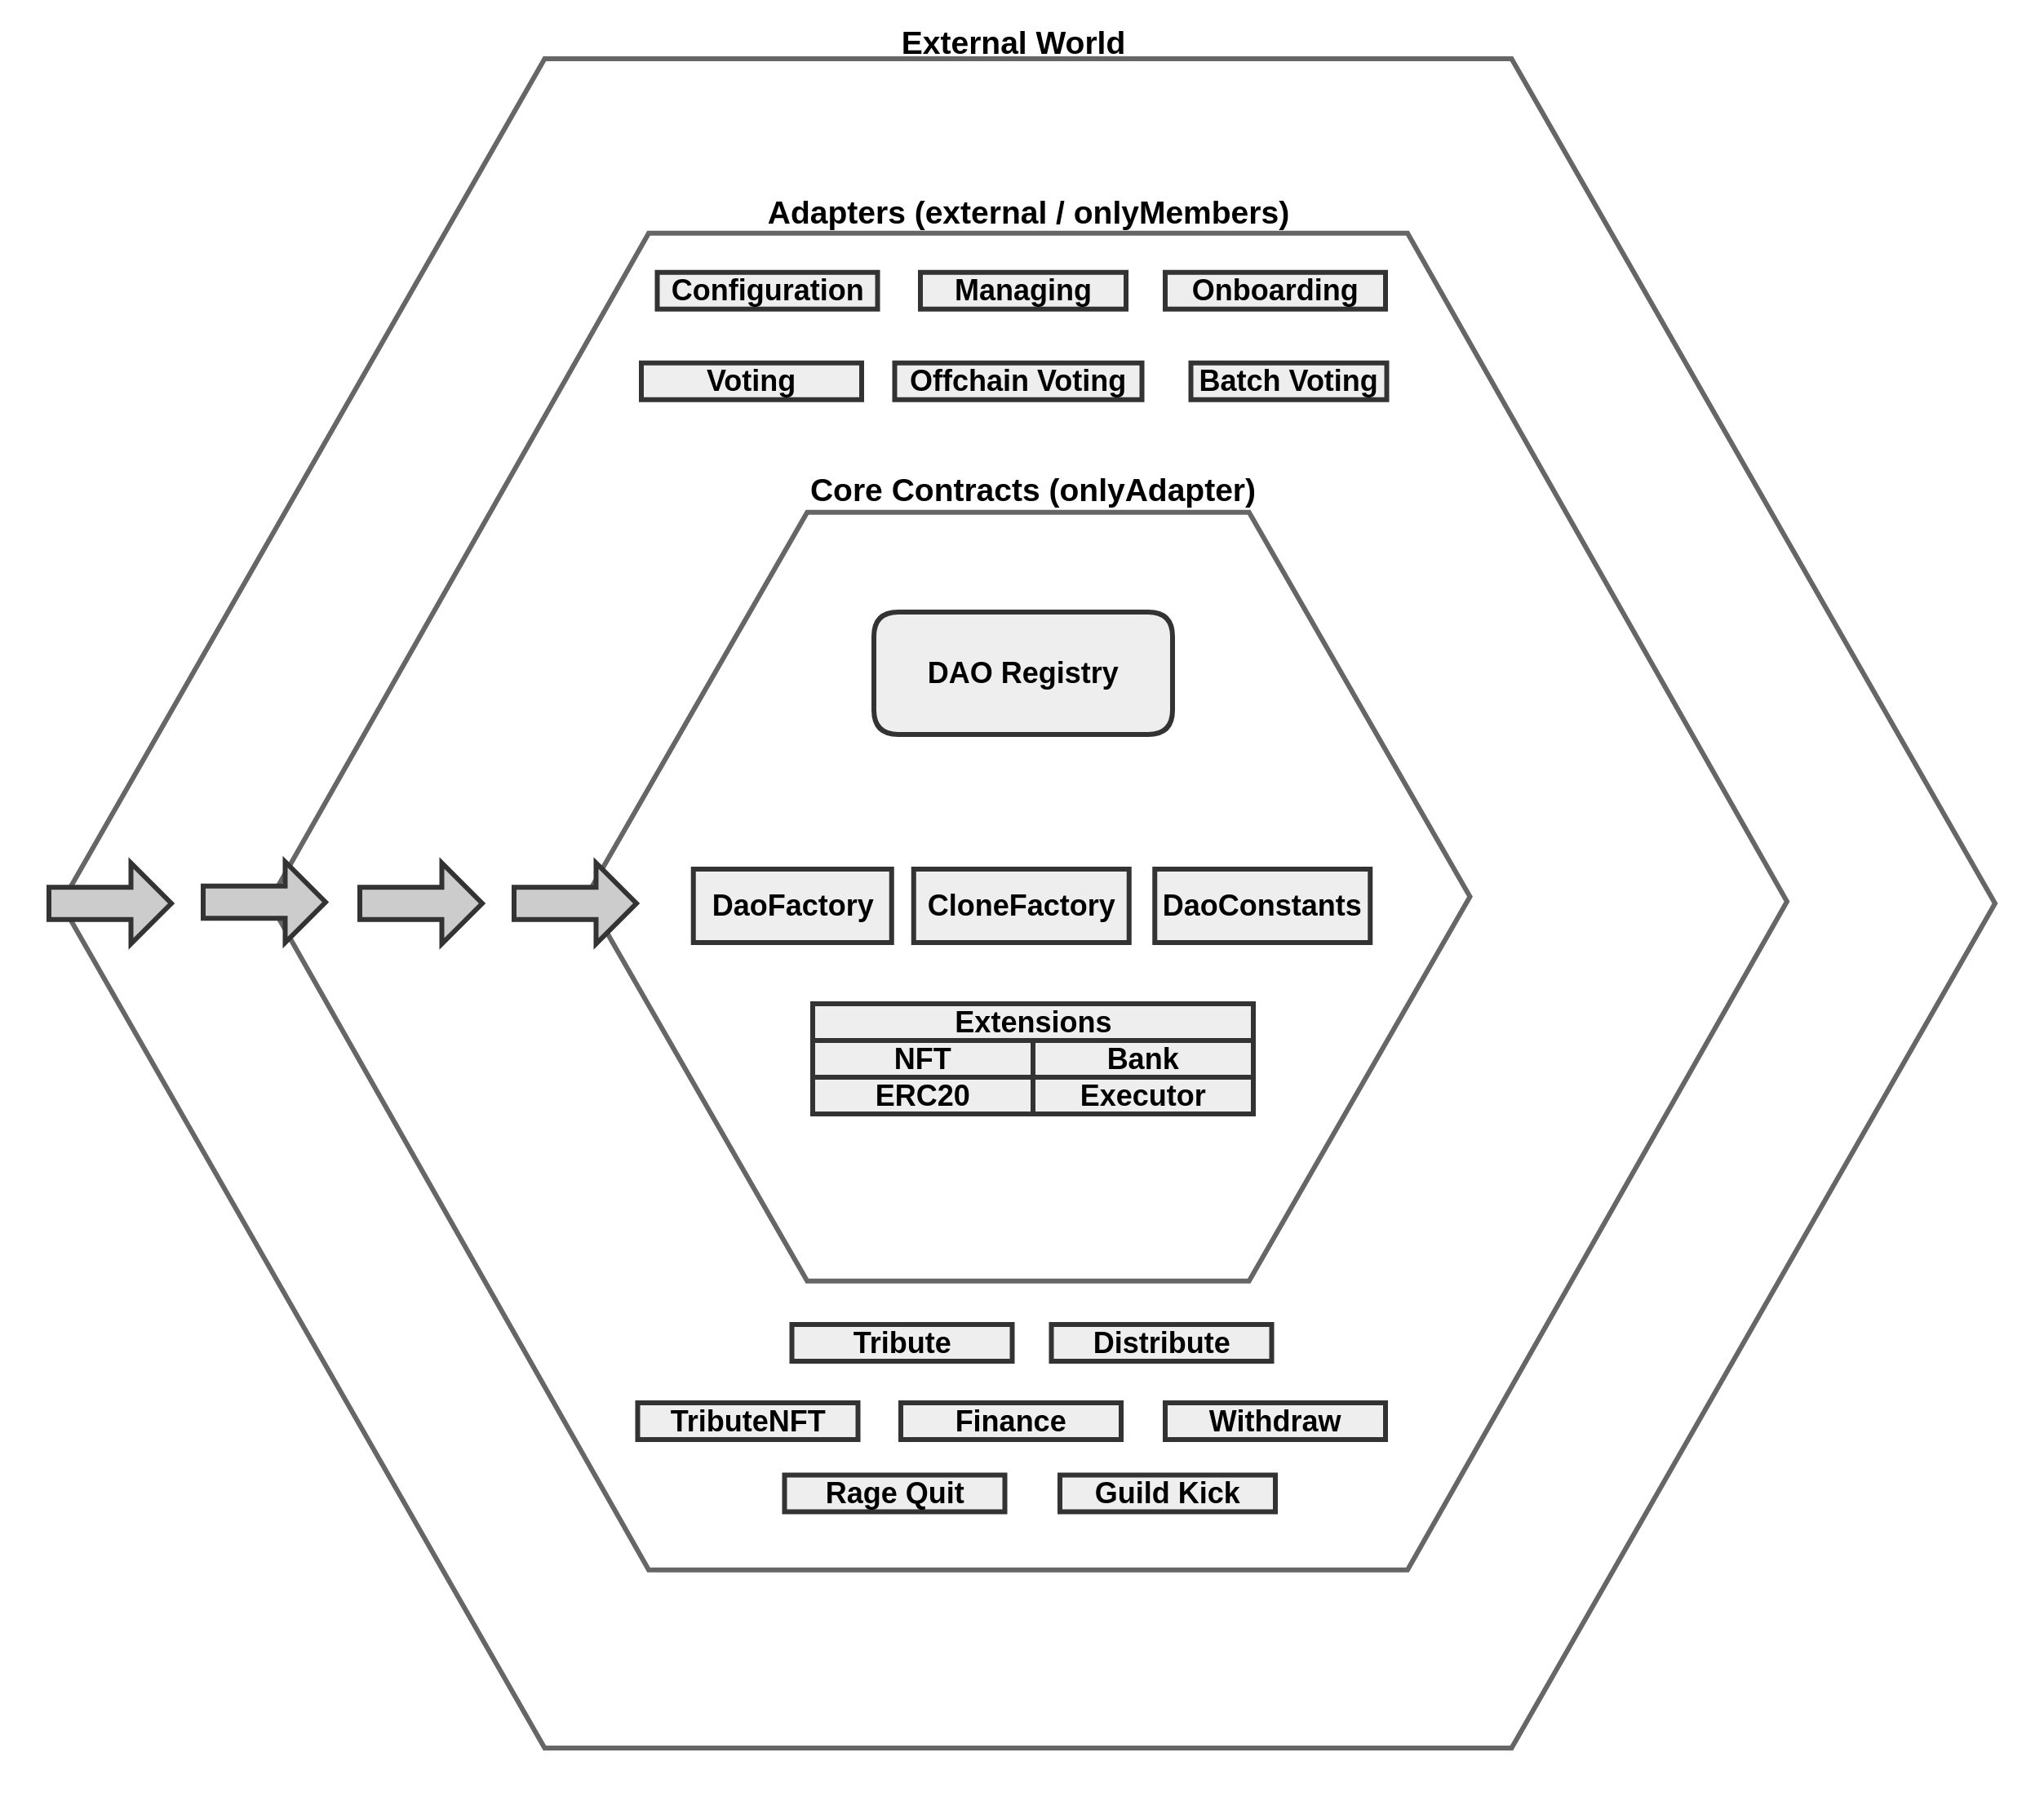 External World
Adapters (external / onlyMembers)
Configuration
Managing
Onboarding
Voting
Offchain Voting
Batch Voting
Core Contracts (onlyAdapter)
DAO Registry
DaoFactory
CloneFactory
DaoConstants
Extensions
NFT
Bank
ERC20
Executor
Tribute
Distribute
TributeNFT
Finance
Withdraw
Rage Quit
Guild Kick